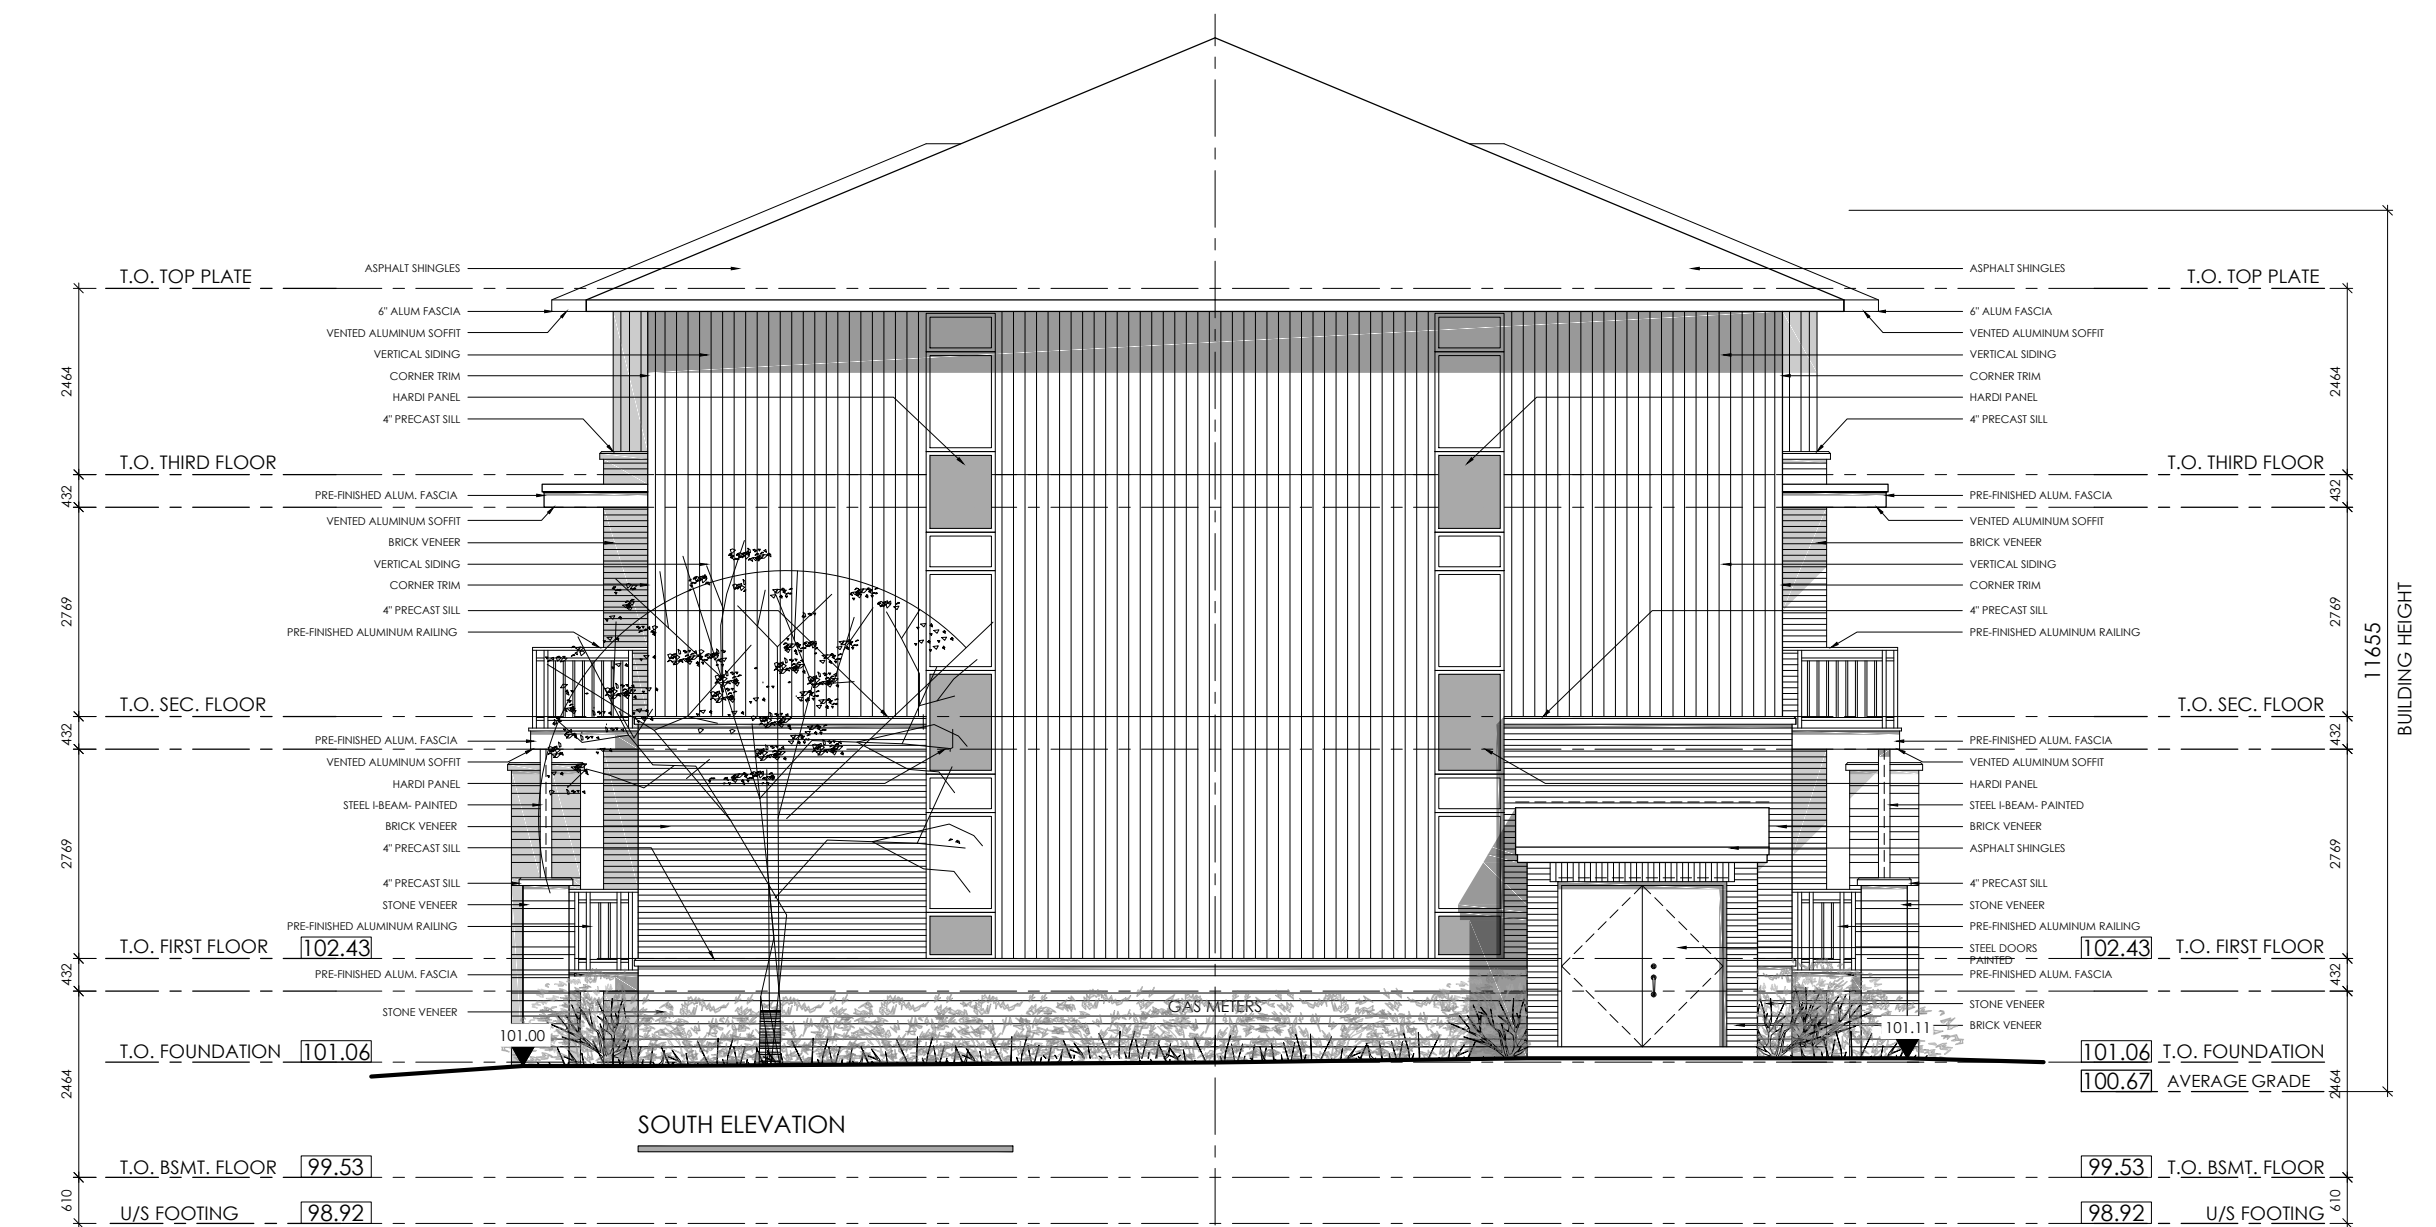 T.O. TOP PLATE
ASPHALT SHINGLES
6" ALUM FASCIA
VENTED ALUMINUM SOFFIT
VERTICAL SIDING
CORNER TRIM
HARDI PANEL
4" PRECAST SILL
2464
T.O. THIRD FLOOR
432
PRE-FINISHED ALUM. FASCIA
VENTED ALUMINUM SOFFIT
BRICK VENEER
VERTICAL SIDING
CORNER TRIM
4" PRECAST SILL
2769
PRE-FINISHED ALUMINUM RAILING
T.O. SEC. FLOOR
432
PRE-FINISHED ALUM. FASCIA
VENTED ALUMINUM SOFFIT
HARDI PANEL
STEEL I-BEAM- PAINTED
BRICK VENEER
4" PRECAST SILL
2769
4" PRECAST SILL
STONE VENEER
PRE-FINISHED ALUMINUM RAILING
T.O. FIRST FLOOR 102.43
432
PRE-FINISHED ALUM. FASCIA
STONE VENEER
101.00
T.O. FOUNDATION 101.06
2464
T.O. BSMT. FLOOR 99.53
610
U/S FOOTING 98.92
GAS METERS
SOUTH ELEVATION
ASPHALT SHINGLES
T.O. TOP PLATE
6" ALUM FASCIA
VENTED ALUMINUM SOFFIT
VERTICAL SIDING
CORNER TRIM
HARDI PANEL
4" PRECAST SILL
2464
T.O. THIRD FLOOR
432
PRE-FINISHED ALUM. FASCIA
VENTED ALUMINUM SOFFIT
BRICK VENEER
VERTICAL SIDING
CORNER TRIM
4" PRECAST SILL
2769
PRE-FINISHED ALUMINUM RAILING
11655
BUILDING HEIGHT
T.O. SEC. FLOOR
432
PRE-FINISHED ALUM. FASCIA
VENTED ALUMINUM SOFFIT
HARDI PANEL
STEEL I-BEAM- PAINTED
BRICK VENEER
ASPHALT SHINGLES
2769
4" PRECAST SILL
STONE VENEER
PRE-FINISHED ALUMINUM RAILING
STEEL DOORS
PAINTED
102.43 T.O. FIRST FLOOR
432
PRE-FINISHED ALUM. FASCIA
STONE VENEER
101.11
BRICK VENEER
101.06 T.O. FOUNDATION
100.67 AVERAGE GRADE
2464
99.53 T.O. BSMT. FLOOR
610
98.92 U/S FOOTING